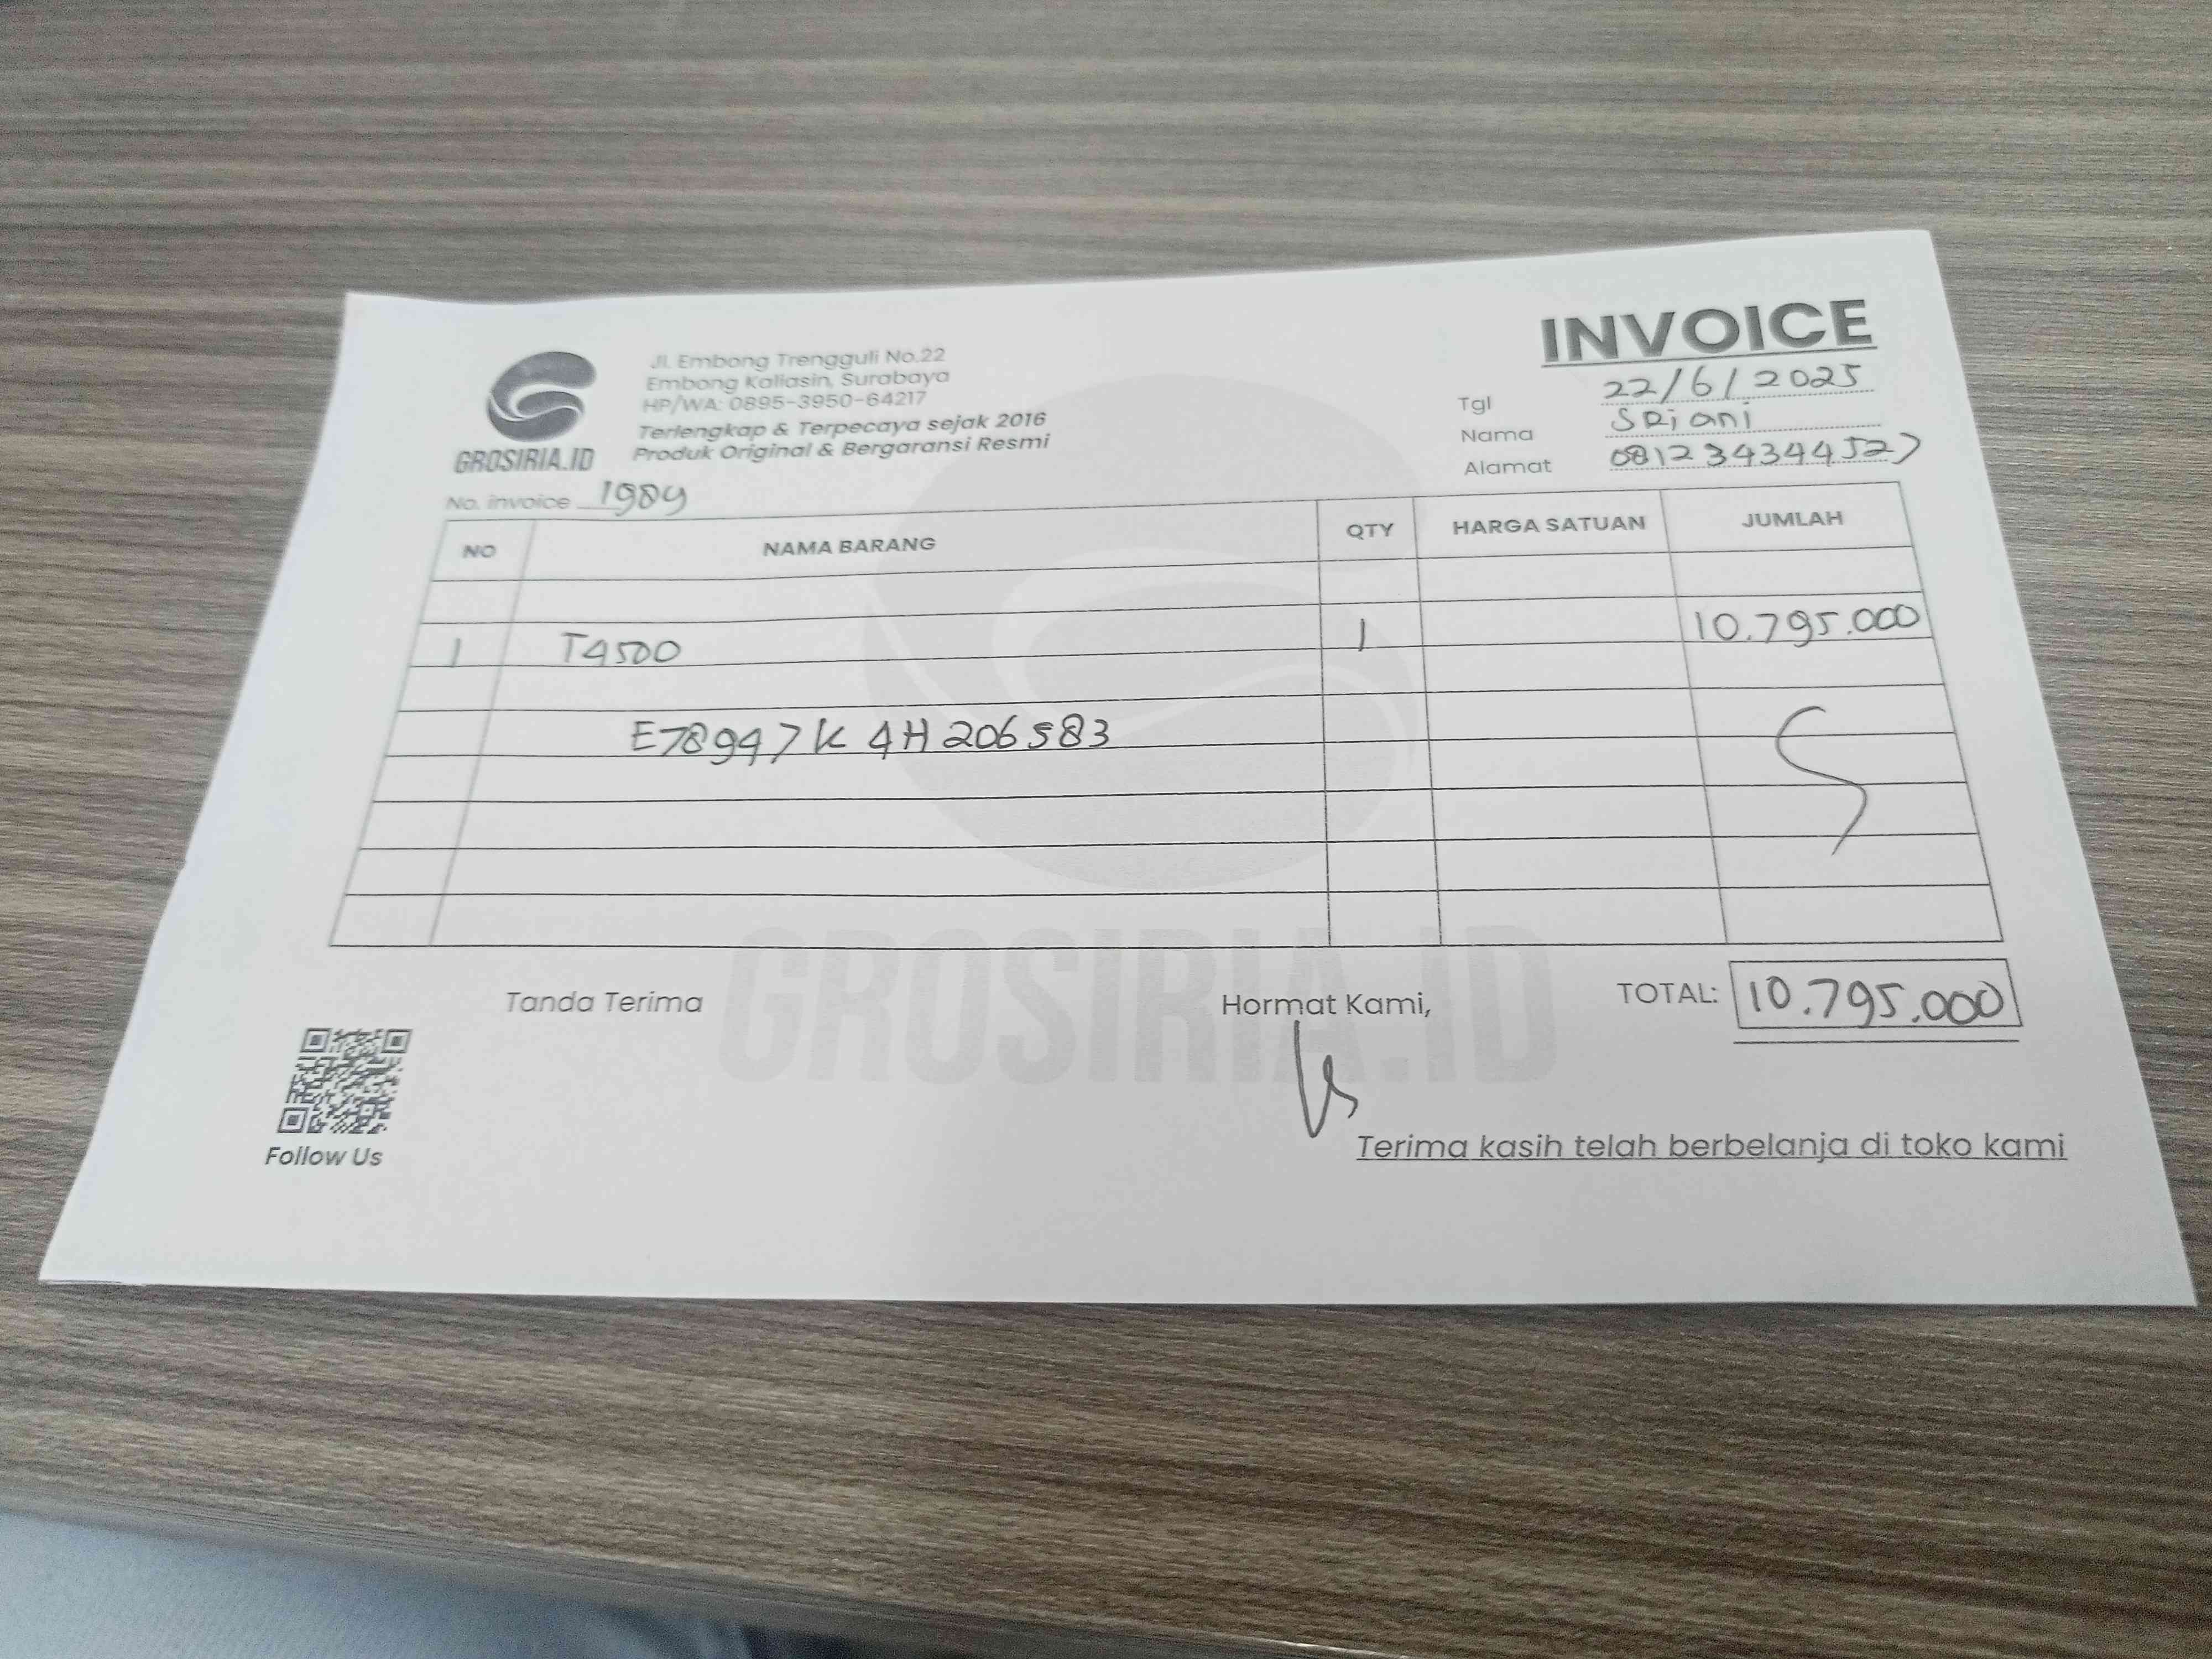 INVOICE
Jl. Embong Trengguli No.22
Embong Kaliasin, Surabaya
HP/WA: 0895-3950-64217
Terlengkap & Terpecaya sejak 2016
Produk Original & Bergaransi Resmi
GROSIRIA.ID
Tgl 22/6/2025
Nama SRiani
Alamat 081234344527
No. invoice 1989
NO NAMA BARANG QTY HARGA SATUAN JUMLAH
1 T4500 1 10.795.000
E78947K4H206583
GROSIRIA.ID
Tanda Terima Hormat Kami, TOTAL: 10.795.000
Follow Us
Terima kasih telah berbelanja di toko kami